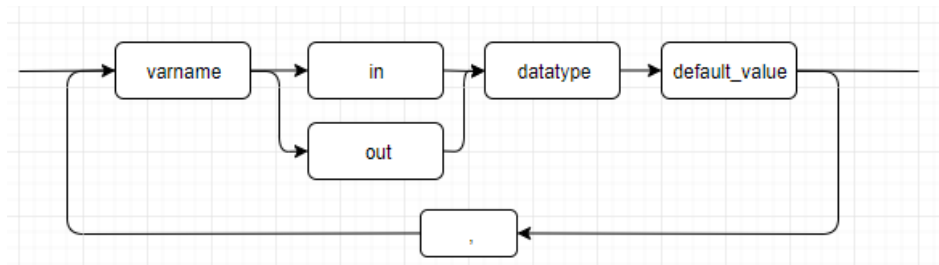 varname
in
datatype
default_value
out
,